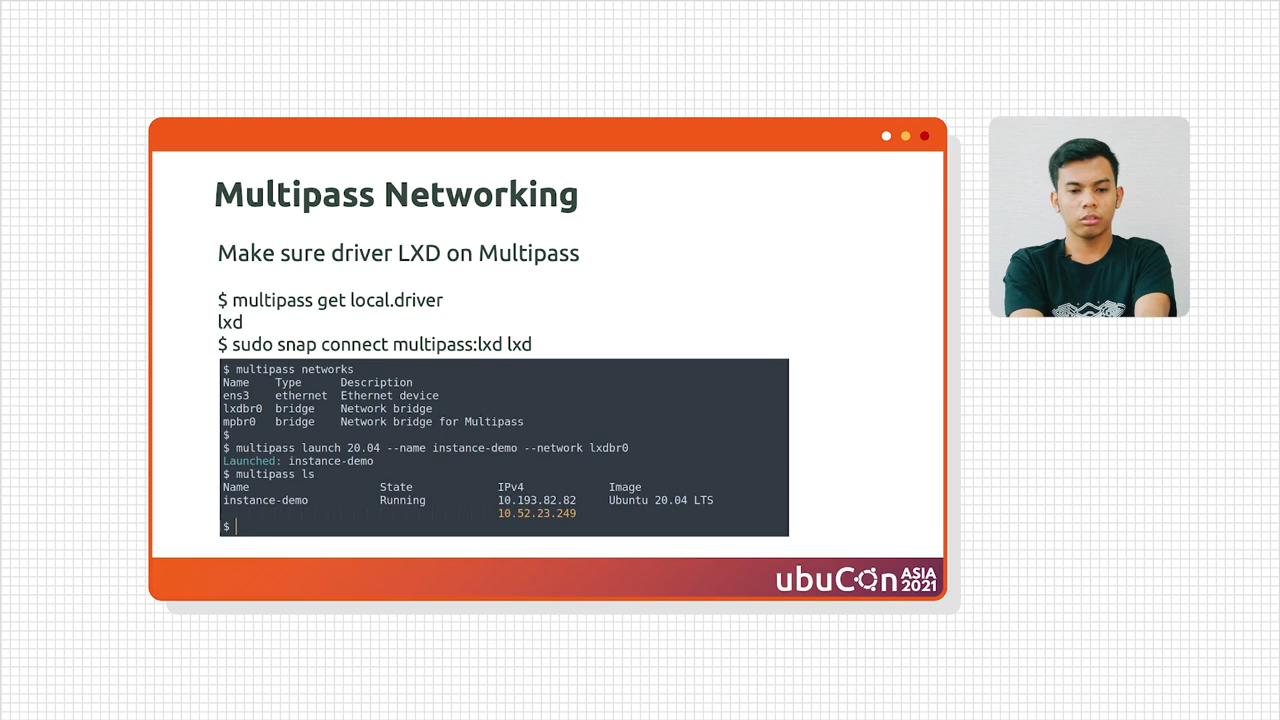 Multipass Networking
Make sure driver LXD on Multipass
$ multipass get local.driver
lxd
$ sudo snap connect multipass:lxd lxd
$ multipass networks
Name Type Description
ens3 ethernet Ethernet device
lxdbr0 bridge Network bridge
mpbr0 bridge Network bridge for Multipass
$
$ multipass launch 20.04 --name instance-demo --network lxdbr0
Launched: instance-demo
$ multipass ls
Name State IPv4 Image
instance-demo Running 10.193.82.82 Ubuntu 20.04 LTS
10.52.23.249
$
ubuCon ASIA 2021